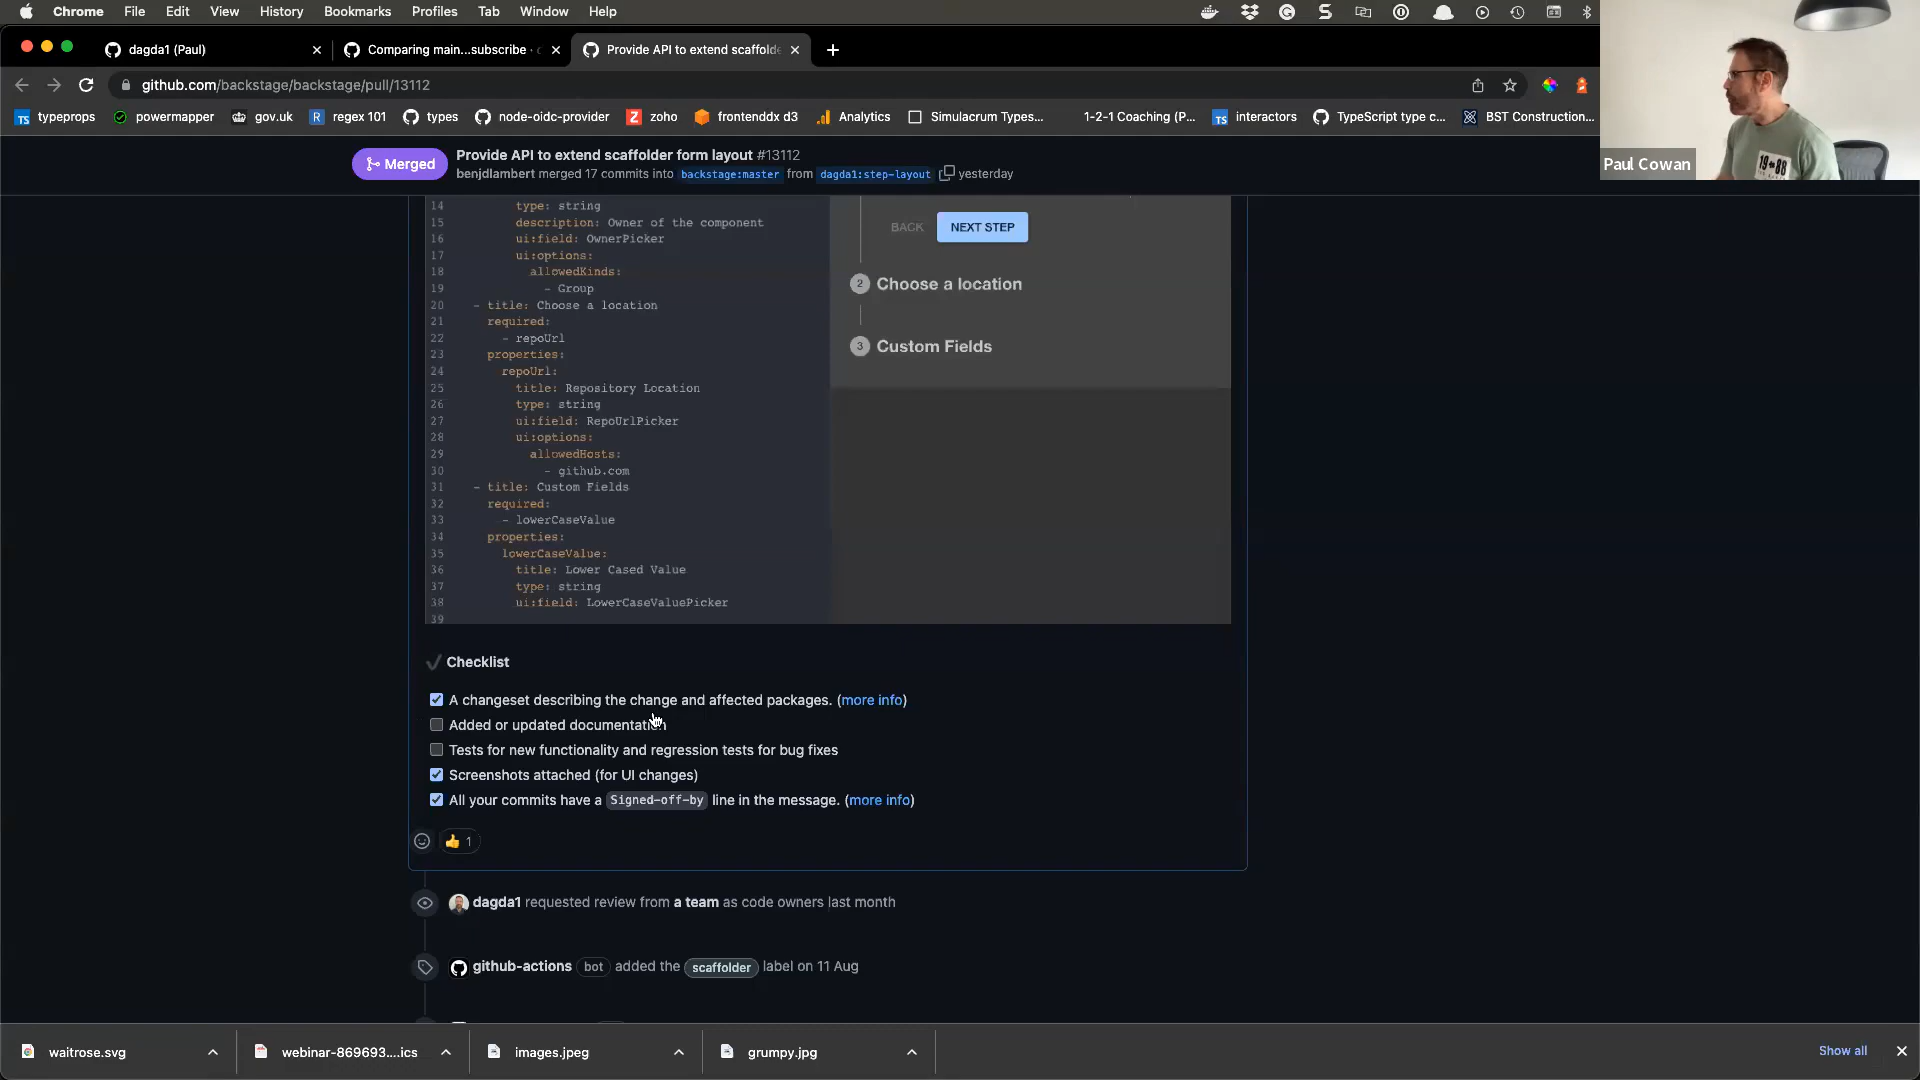 Chrome File Edit View History Bookmarks Profiles Tab Window Help
dagda1 (Paul)
Comparing main...subscribe ·
Provide API to extend scaffolde
github.com/backstage/backstage/pull/13112
typeprops powermapper gov.uk regex 101 types node-oidc-provider zoho frontenddx d3 Analytics Simulacrum Types... 1-2-1 Coaching (P... interactors TypeScript type c... BST Construction...
Paul Cowan
19 88
Merged
Provide API to extend scaffolder form layout #13112
benjdlambert merged 17 commits into backstage:master from dagda1:step-layout yesterday
14 type: string
15 description: Owner of the component
16 ui:field: OwnerPicker
17 ui:options:
18 allowedKinds:
19 - Group
20 - title: Choose a location
21 required:
22 - repoUrl
23 properties:
24 repoUrl:
25 title: Repository Location
26 type: string
27 ui:field: RepoUrlPicker
28 ui:options:
29 allowedHosts:
30 - github.com
31 - title: Custom Fields
32 required:
33 - lowerCaseValue
34 properties:
35 lowerCaseValue:
36 title: Lower Cased Value
37 type: string
38 ui:field: LowerCaseValuePicker
39
BACK NEXT STEP
2 Choose a location
3 Custom Fields
Checklist
A changeset describing the change and affected packages. (more info)
Added or updated documentation
Tests for new functionality and regression tests for bug fixes
Screenshots attached (for UI changes)
All your commits have a Signed-off-by line in the message. (more info)
1
dagda1 requested review from a team as code owners last month
github-actions bot added the scaffolder label on 11 Aug
waitrose.svg
webinar-869693....ics
images.jpeg
grumpy.jpg
Show all